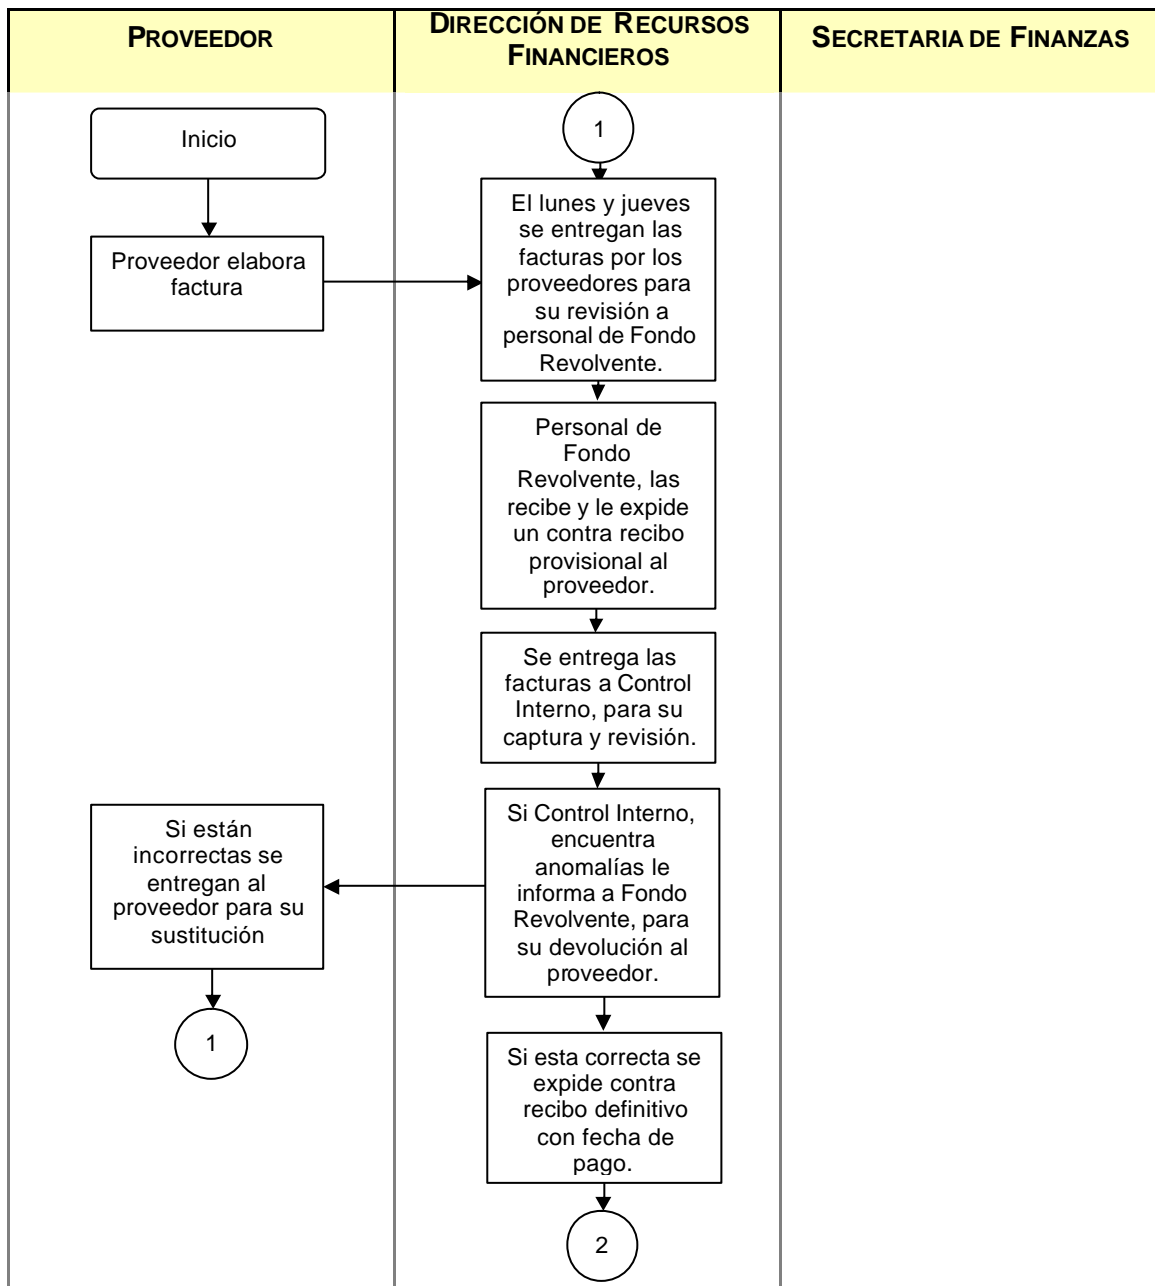 PROVEEDOR
DIRECCIÓN DE RECURSOS
FINANCIEROS
SECRETARIA DE FINANZAS
Inicio
1
El lunes y jueves
se entregan las
facturas por los
proveedores para
su revisión a
personal de Fondo
Revolvente.
Proveedor elabora
factura
Personal de
Fondo
Revolvente, las
recibe y le expide
un contra recibo
provisional al
proveedor.
Se entrega las
facturas a Control
Interno, para su
captura y revisión.
Si Control Interno,
encuentra
anomalías le
informa a Fondo
Revolvente, para
su devolución al
proveedor.
Si están
incorrectas se
entregan al
proveedor para su
sustitución
1
Si esta correcta se
expide contra
recibo definitivo
con fecha de
pago.
2